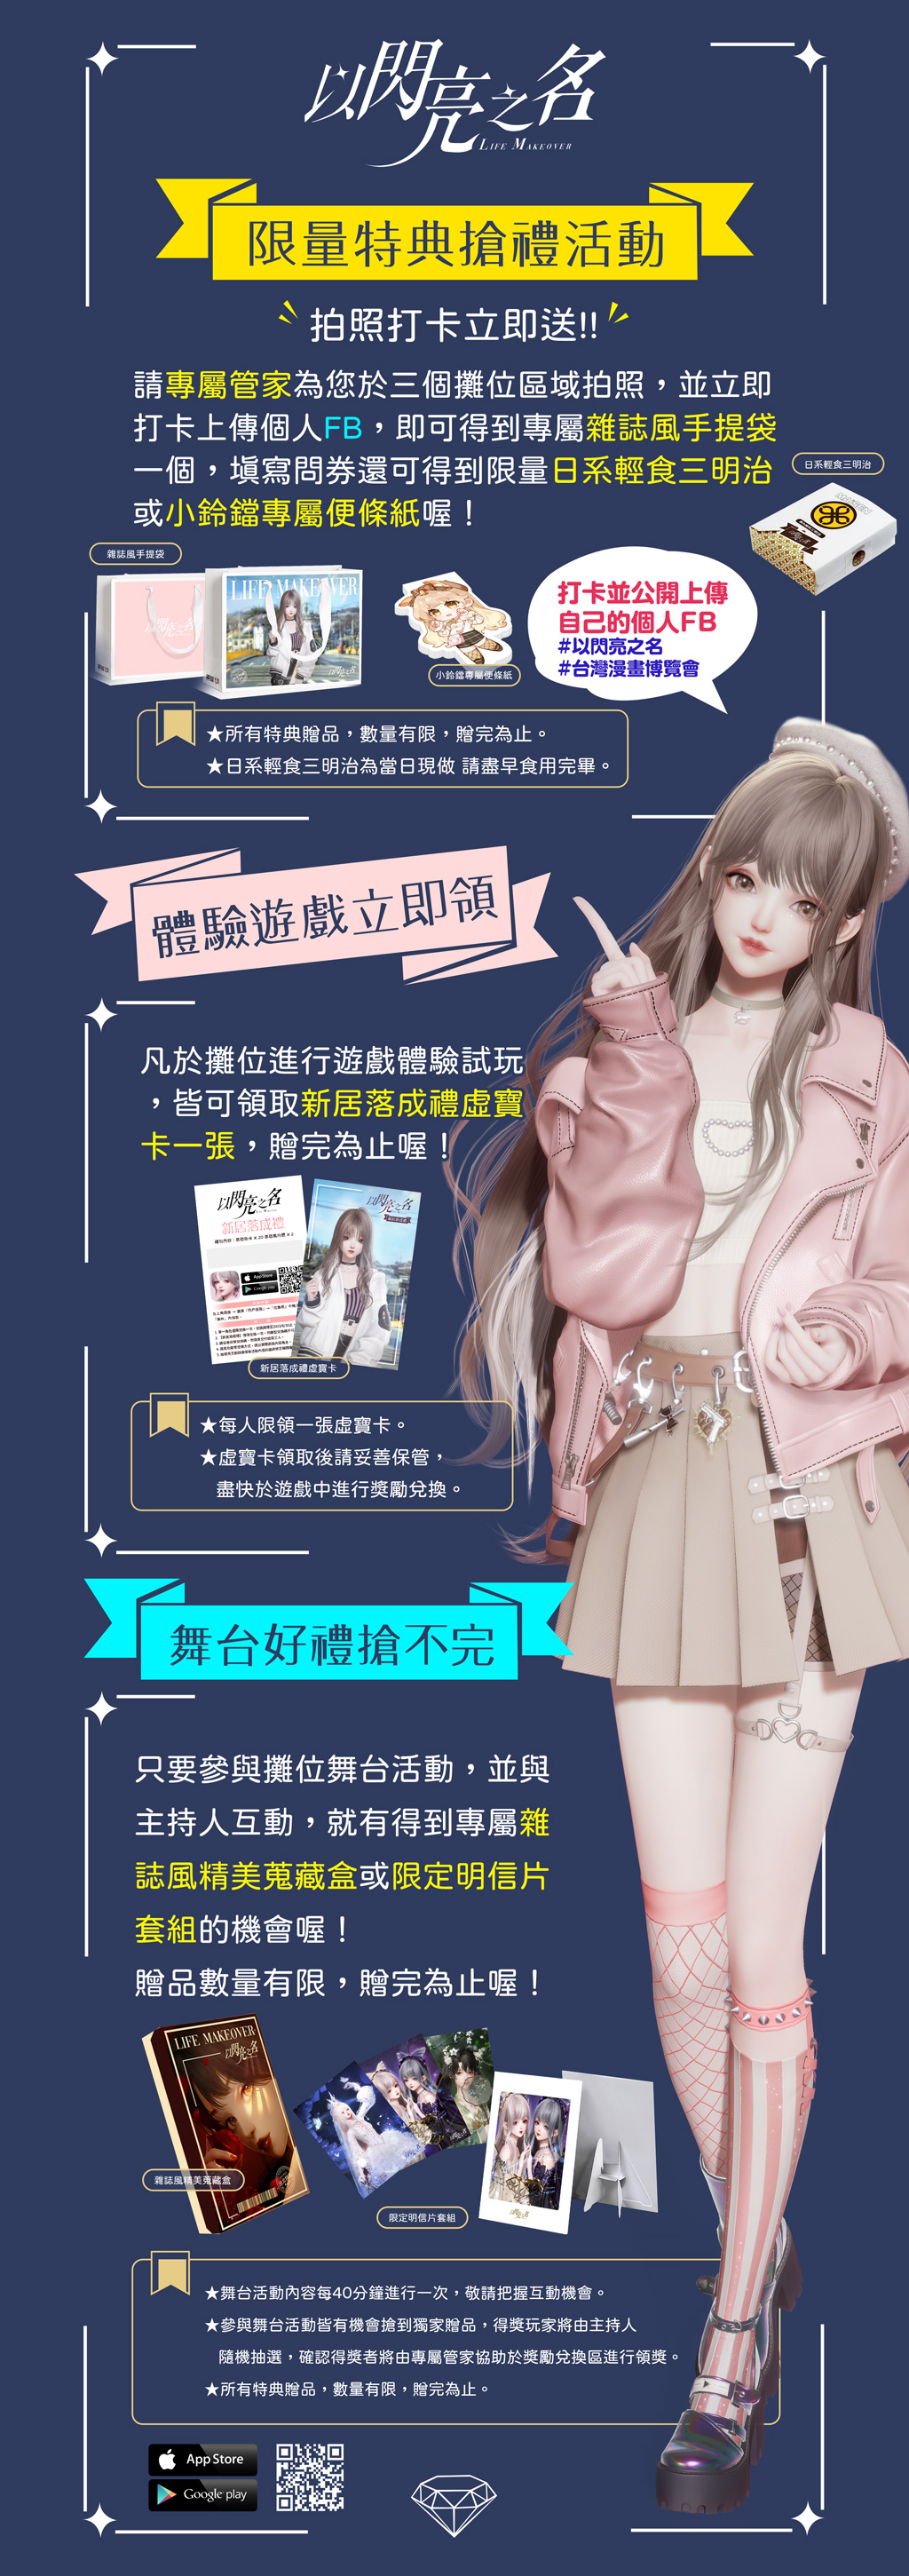 以閃亮之名
LIFE MAKEOVER
限量特典搶禮活動
拍照打卡立即送!!
請專屬管家為您於三個攤位區域拍照，並立即
打卡上傳個人FB，即可得到專屬雜誌風手提袋
一個，填寫問券還可得到限量日系輕食三明治
或小鈴鐺專屬便條紙喔！
日系輕食三明治
雜誌風手提袋
以閃亮之名
LIFE MAKEOVER
以閃亮之名
小鈴鐺專屬便條紙
打卡並公開上傳
自己的個人FB
#以閃亮之名
#台灣漫畫博覽會
★所有特典贈品，數量有限，贈完為止。
★日系輕食三明治為當日現做 請盡早食用完畢。
體驗遊戲立即領
凡於攤位進行遊戲體驗試玩
，皆可領取新居落成禮虛寶
卡一張，贈完為止喔！
以閃亮之名
新居落成禮
App Store
Google play
以閃亮之名
新居落成禮虛寶卡
★每人限領一張虛寶卡。
★虛寶卡領取後請妥善保管，
盡快於遊戲中進行獎勵兌換。
舞台好禮搶不完
只要參與攤位舞台活動，並與
主持人互動，就有得到專屬雜
誌風精美蒐藏盒或限定明信片
套組的機會喔！
贈品數量有限，贈完為止喔！
LIFE MAKEOVER
以閃亮之名
雜誌風精美蒐藏盒
限定明信片套組
★舞台活動內容每40分鐘進行一次，敬請把握互動機會。
★參與舞台活動皆有機會搶到獨家贈品，得獎玩家將由主持人
隨機抽選，確認得獎者將由專屬管家協助於獎勵兌換區進行領獎。
★所有特典贈品，數量有限，贈完為止。
App Store
Google play